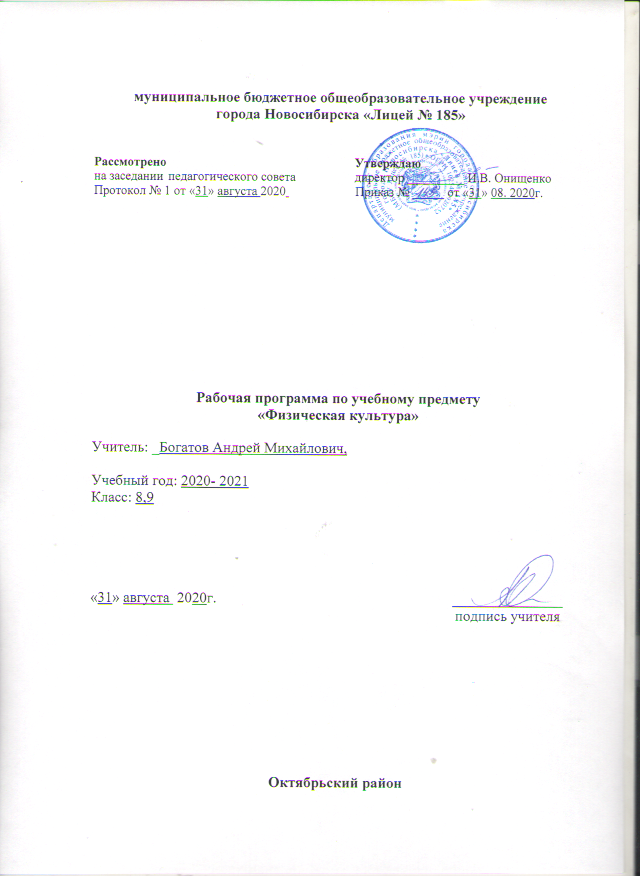 муниципальное бюджетное общеобразовательное учреждение
города Новосибирска «Лицей № 185»
Рассмотрено
на заседании педагогического совета
Протокол № 1 от «31» августа 2020
Утверждаю
директор И.В. Онищенко
Приказ № от «31» 08. 2020г.
Рабочая программа по учебному предмету
«Физическая культура»
Учитель: Богатов Андрей Михайлович,
Учебный год: 2020- 2021
Класс: 8,9
«31» августа 2020г.
подпись учителя
Октябрьский район